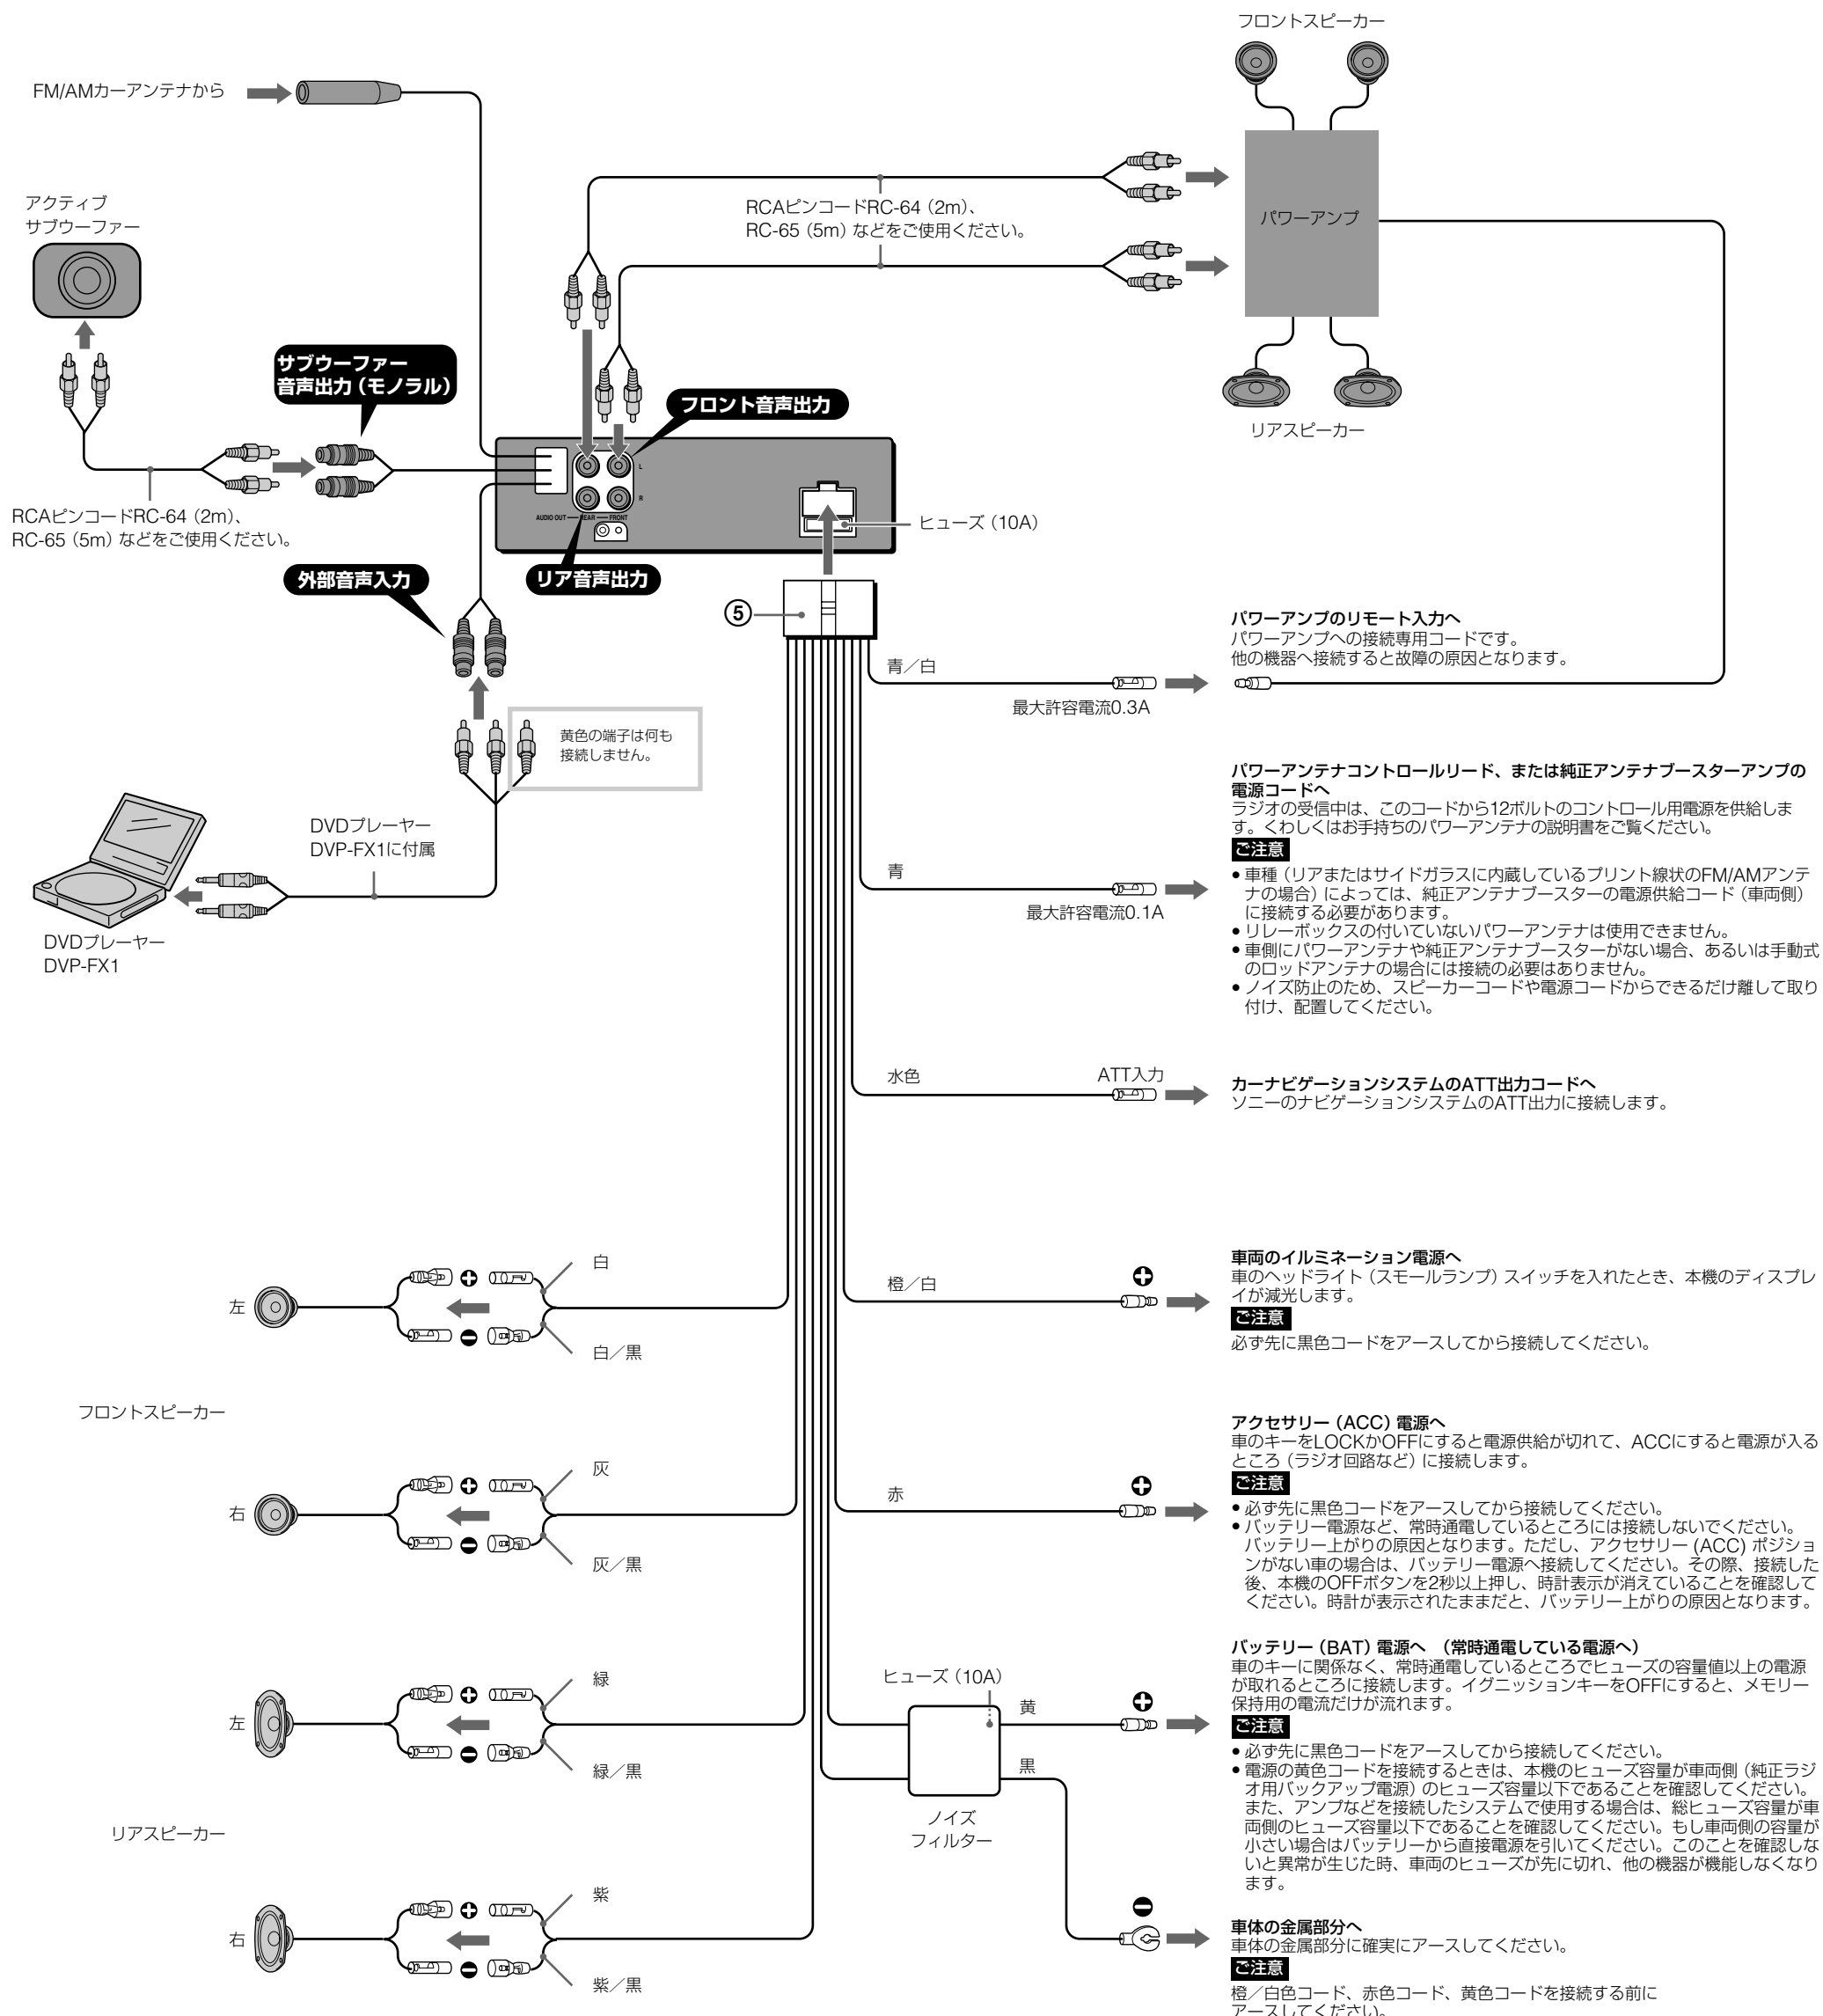 フロントスピーカー
FM/AMカーアンテナから
アクティブ
サブウーファー
RCAピンコードRC-64（2m）、
RC-65（5m）などをご使用ください。
パワーアンプ
サブウーファー
音声出力（モノラル）
フロント音声出力
リアスピーカー
L
R
AUDIO OUT
REAR
FRONT
ヒューズ（10A）
RCAピンコードRC-64（2m）、
RC-65（5m）などをご使用ください。
外部音声入力
リア音声出力
⑤
青／白
最大許容電流0.3A
パワーアンプのリモート入力へ
パワーアンプへの接続専用コードです。
他の機器へ接続すると故障の原因となります。
黄色の端子は何も
接続しません。
DVDプレーヤー
DVP-FX1に付属
DVDプレーヤー
DVP-FX1
青
最大許容電流0.1A
パワーアンテナコントロールリード、または純正アンテナブースターアンプの
電源コードへ
ラジオの受信中は、このコードから12ボルトのコントロール用電源を供給しま
す。くわしくはお手持ちのパワーアンテナの説明書をご覧ください。
ご注意
• 車種（リアまたはサイドガラスに内蔵しているプリント線状のFM/AMアンテ
ナの場合）によっては、純正アンテナブースターの電源供給コード（車両側）
に接続する必要があります。
• リレーボックスの付いていないパワーアンテナは使用できません。
• 車側にパワーアンテナや純正アンテナブースターがない場合、あるいは手動式
のロッドアンテナの場合には接続の必要はありません。
• ノイズ防止のため、スピーカーコードや電源コードからできるだけ離して取り
付け、配置してください。
水色
ATT入力
カーナビゲーションシステムのATT出力コードへ
ソニーのナビゲーションシステムのATT出力に接続します。
左
白
白／黒
橙／白
車両のイルミネーション電源へ
車のヘッドライト（スモールランプ）スイッチを入れたとき、本機のディスプレ
イが減光します。
ご注意
必ず先に黒色コードをアースしてから接続してください。
フロントスピーカー
右
灰
灰／黒
赤
アクセサリー（ACC）電源へ
車のキーをLOCKかOFFにすると電源供給が切れて、ACCにすると電源が入る
ところ（ラジオ回路など）に接続します。
ご注意
• 必ず先に黒色コードをアースしてから接続してください。
• バッテリー電源など、常時通電しているところには接続しないでください。
バッテリー上がりの原因となります。ただし、アクセサリー (ACC) ポジショ
ンがない車の場合は、バッテリー電源へ接続してください。その際、接続した
後、本機のOFFボタンを2秒以上押し、時計表示が消えていることを確認して
ください。時計が表示されたままだと、バッテリー上がりの原因となります。
左
緑
緑／黒
ヒューズ（10A）
黄
黒
ノイズ
フィルター
バッテリー（BAT）電源へ　（常時通電している電源へ）
車のキーに関係なく、常時通電しているところでヒューズの容量値以上の電源
が取れるところに接続します。イグニッションキーをOFFにすると、メモリー
保持用の電流だけが流れます。
ご注意
• 必ず先に黒色コードをアースしてから接続してください。
• 電源の黄色コードを接続するときは、本機のヒューズ容量が車両側（純正ラジ
オ用バックアップ電源）のヒューズ容量以下であることを確認してください。
また、アンプなどを接続したシステムで使用する場合は、総ヒューズ容量が車
両側のヒューズ容量以下であることを確認してください。もし車両側の容量が
小さい場合はバッテリーから直接電源を引いてください。このことを確認しな
いと異常が生じた時、車両のヒューズが先に切れ、他の機器が機能しなくなり
ます。
リアスピーカー
右
紫
紫／黒
車体の金属部分へ
車体の金属部分に確実にアースしてください。
ご注意
橙／白色コード、赤色コード、黄色コードを接続する前に
アースしてください。